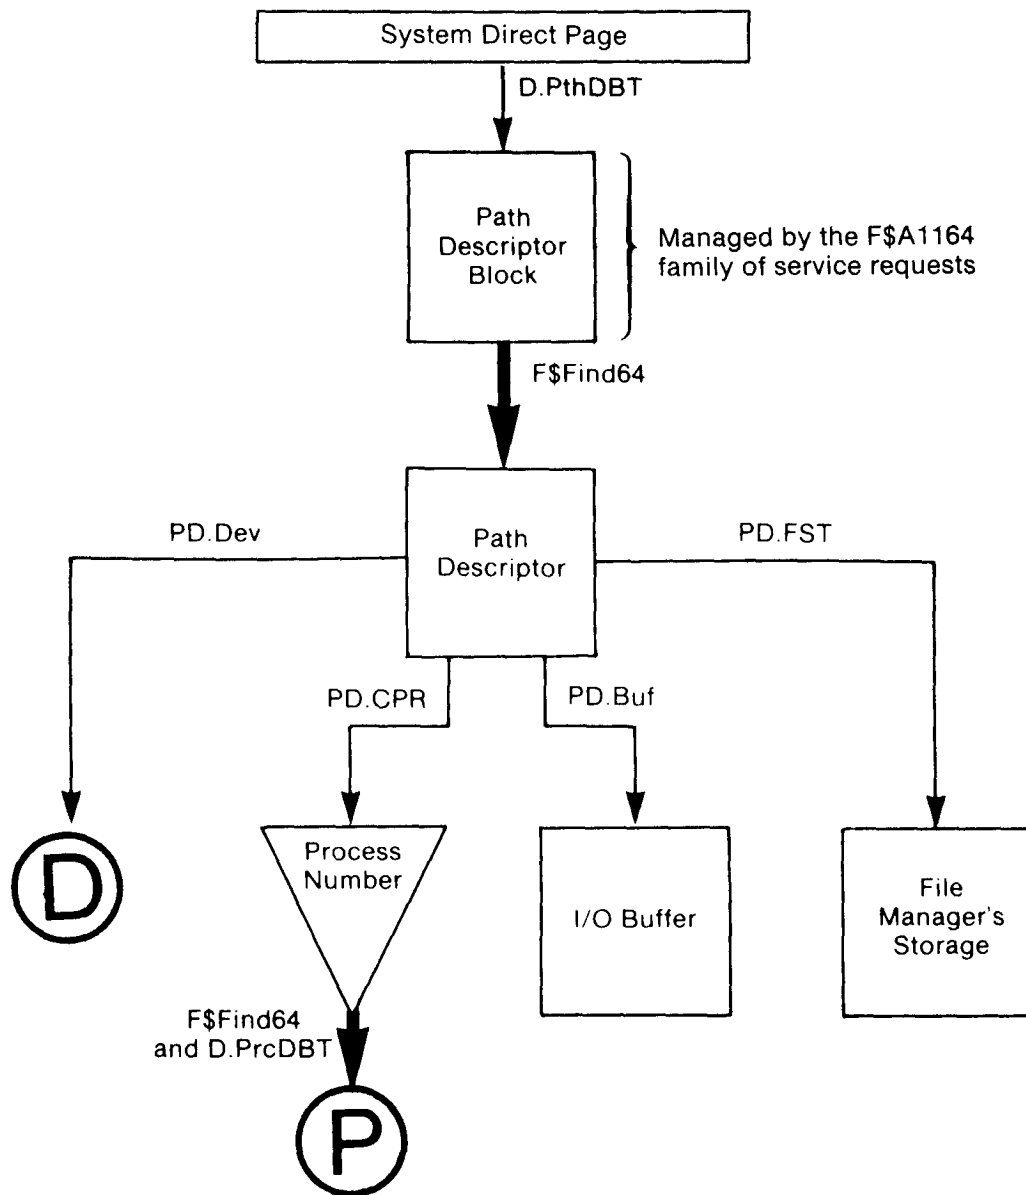 System Direct Page
D.PthDBT
Path
Descriptor
Block
Managed by the F$A1164
family of service requests
F$Find64
PD.Dev
Path
Descriptor
PD.FST
PD.CPR
PD.Buf
Process
Number
I/O Buffer
File
Manager's
Storage
D
F$Find64
and D.PrcDBT
P